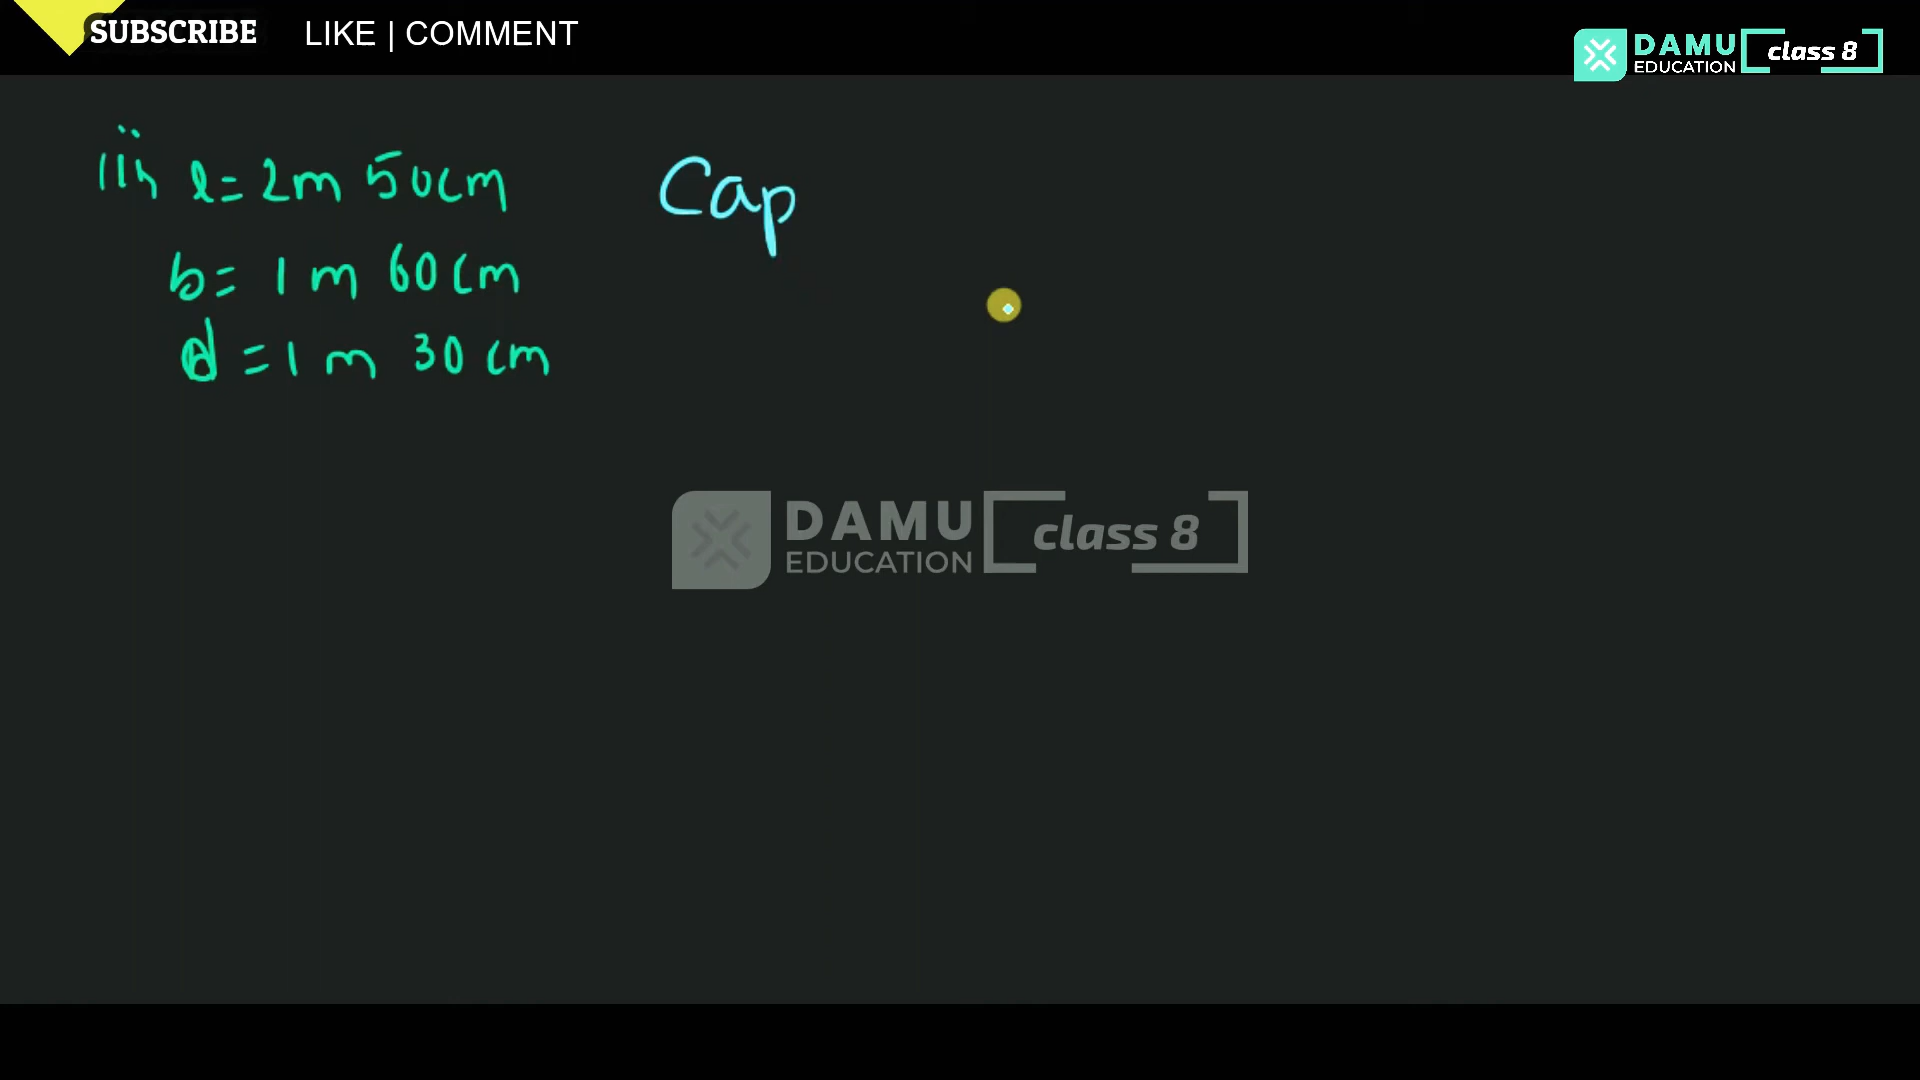 SUBSCRIBE LIKE | COMMENT
DAMU EDUCATION class 8
iii) l = 2m 50cm
Cap
b = 1 m 60 cm
d = 1 m 30 cm
DAMU EDUCATION class 8